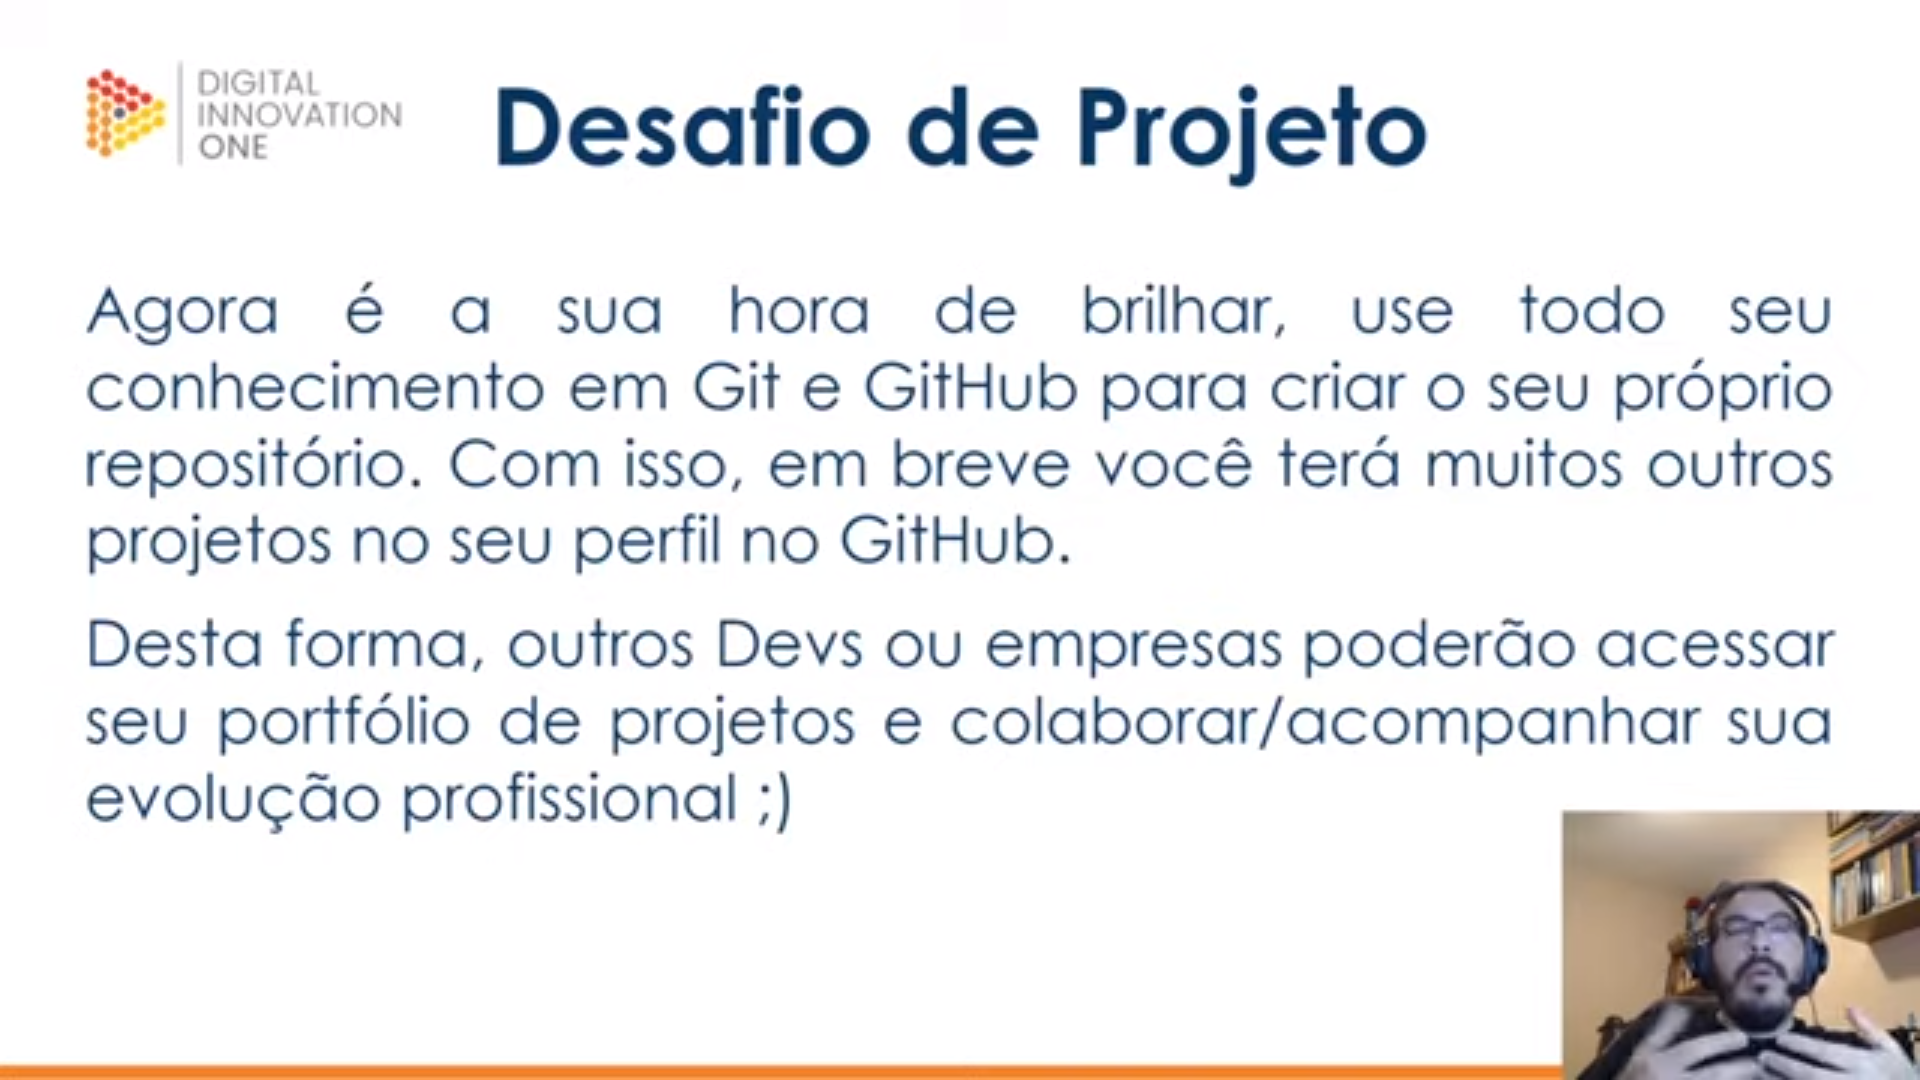 DIGITAL
INNOVATION
ONE
Desafio de Projeto
Agora é a sua hora de brilhar, use todo seu
conhecimento em Git e GitHub para criar o seu próprio
repositório. Com isso, em breve você terá muitos outros
projetos no seu perfil no GitHub.
Desta forma, outros Devs ou empresas poderão acessar
seu portfólio de projetos e colaborar/acompanhar sua
evolução profissional ;)